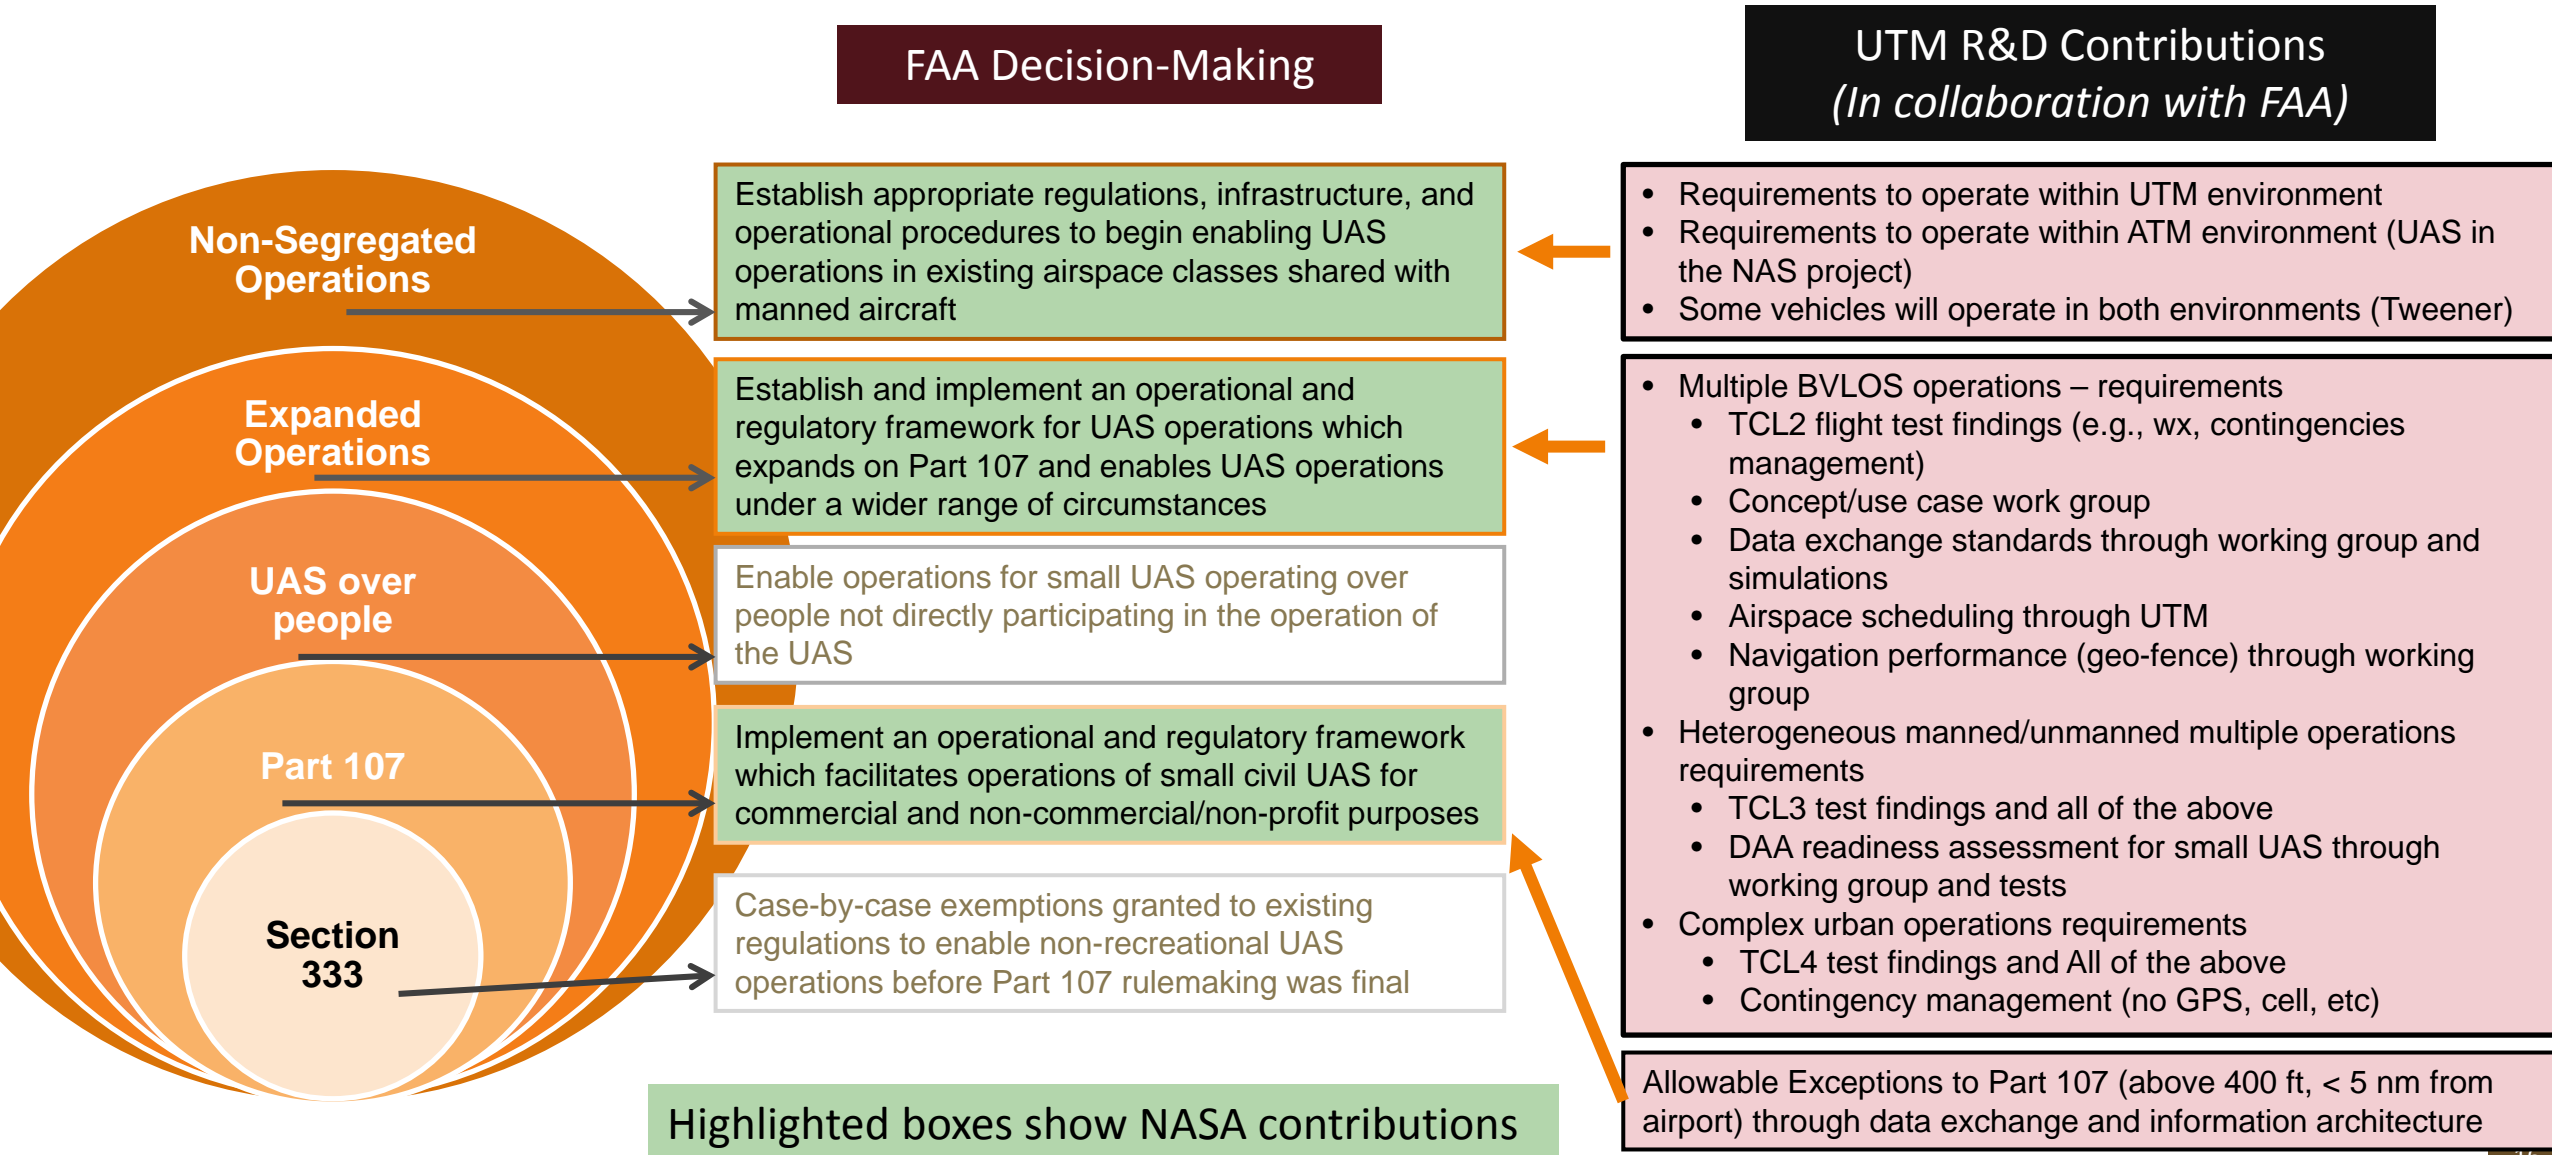 FAA Decision-Making
UTM R&D Contributions
(In collaboration with FAA)
Non-Segregated
Operations
Expanded
Operations
UAS over
people
Part 107
Section
333
Establish appropriate regulations, infrastructure, and
operational procedures to begin enabling UAS
operations in existing airspace classes shared with
manned aircraft
Establish and implement an operational and
regulatory framework for UAS operations which
expands on Part 107 and enables UAS operations
under a wider range of circumstances
Enable operations for small UAS operating over
people not directly participating in the operation of
the UAS
Implement an operational and regulatory framework
which facilitates operations of small civil UAS for
commercial and non-commercial/non-profit purposes
Case-by-case exemptions granted to existing
regulations to enable non-recreational UAS
operations before Part 107 rulemaking was final
Highlighted boxes show NASA contributions
• Requirements to operate within UTM environment
• Requirements to operate within ATM environment (UAS in
the NAS project)
• Some vehicles will operate in both environments (Tweener)
• Multiple BVLOS operations – requirements
• TCL2 flight test findings (e.g., wx, contingencies
management)
• Concept/use case work group
• Data exchange standards through working group and
simulations
• Airspace scheduling through UTM
• Navigation performance (geo-fence) through working
group
• Heterogeneous manned/unmanned multiple operations
requirements
• TCL3 test findings and all of the above
• DAA readiness assessment for small UAS through
working group and tests
• Complex urban operations requirements
• TCL4 test findings and All of the above
• Contingency management (no GPS, cell, etc)
Allowable Exceptions to Part 107 (above 400 ft, < 5 nm from
airport) through data exchange and information architecture